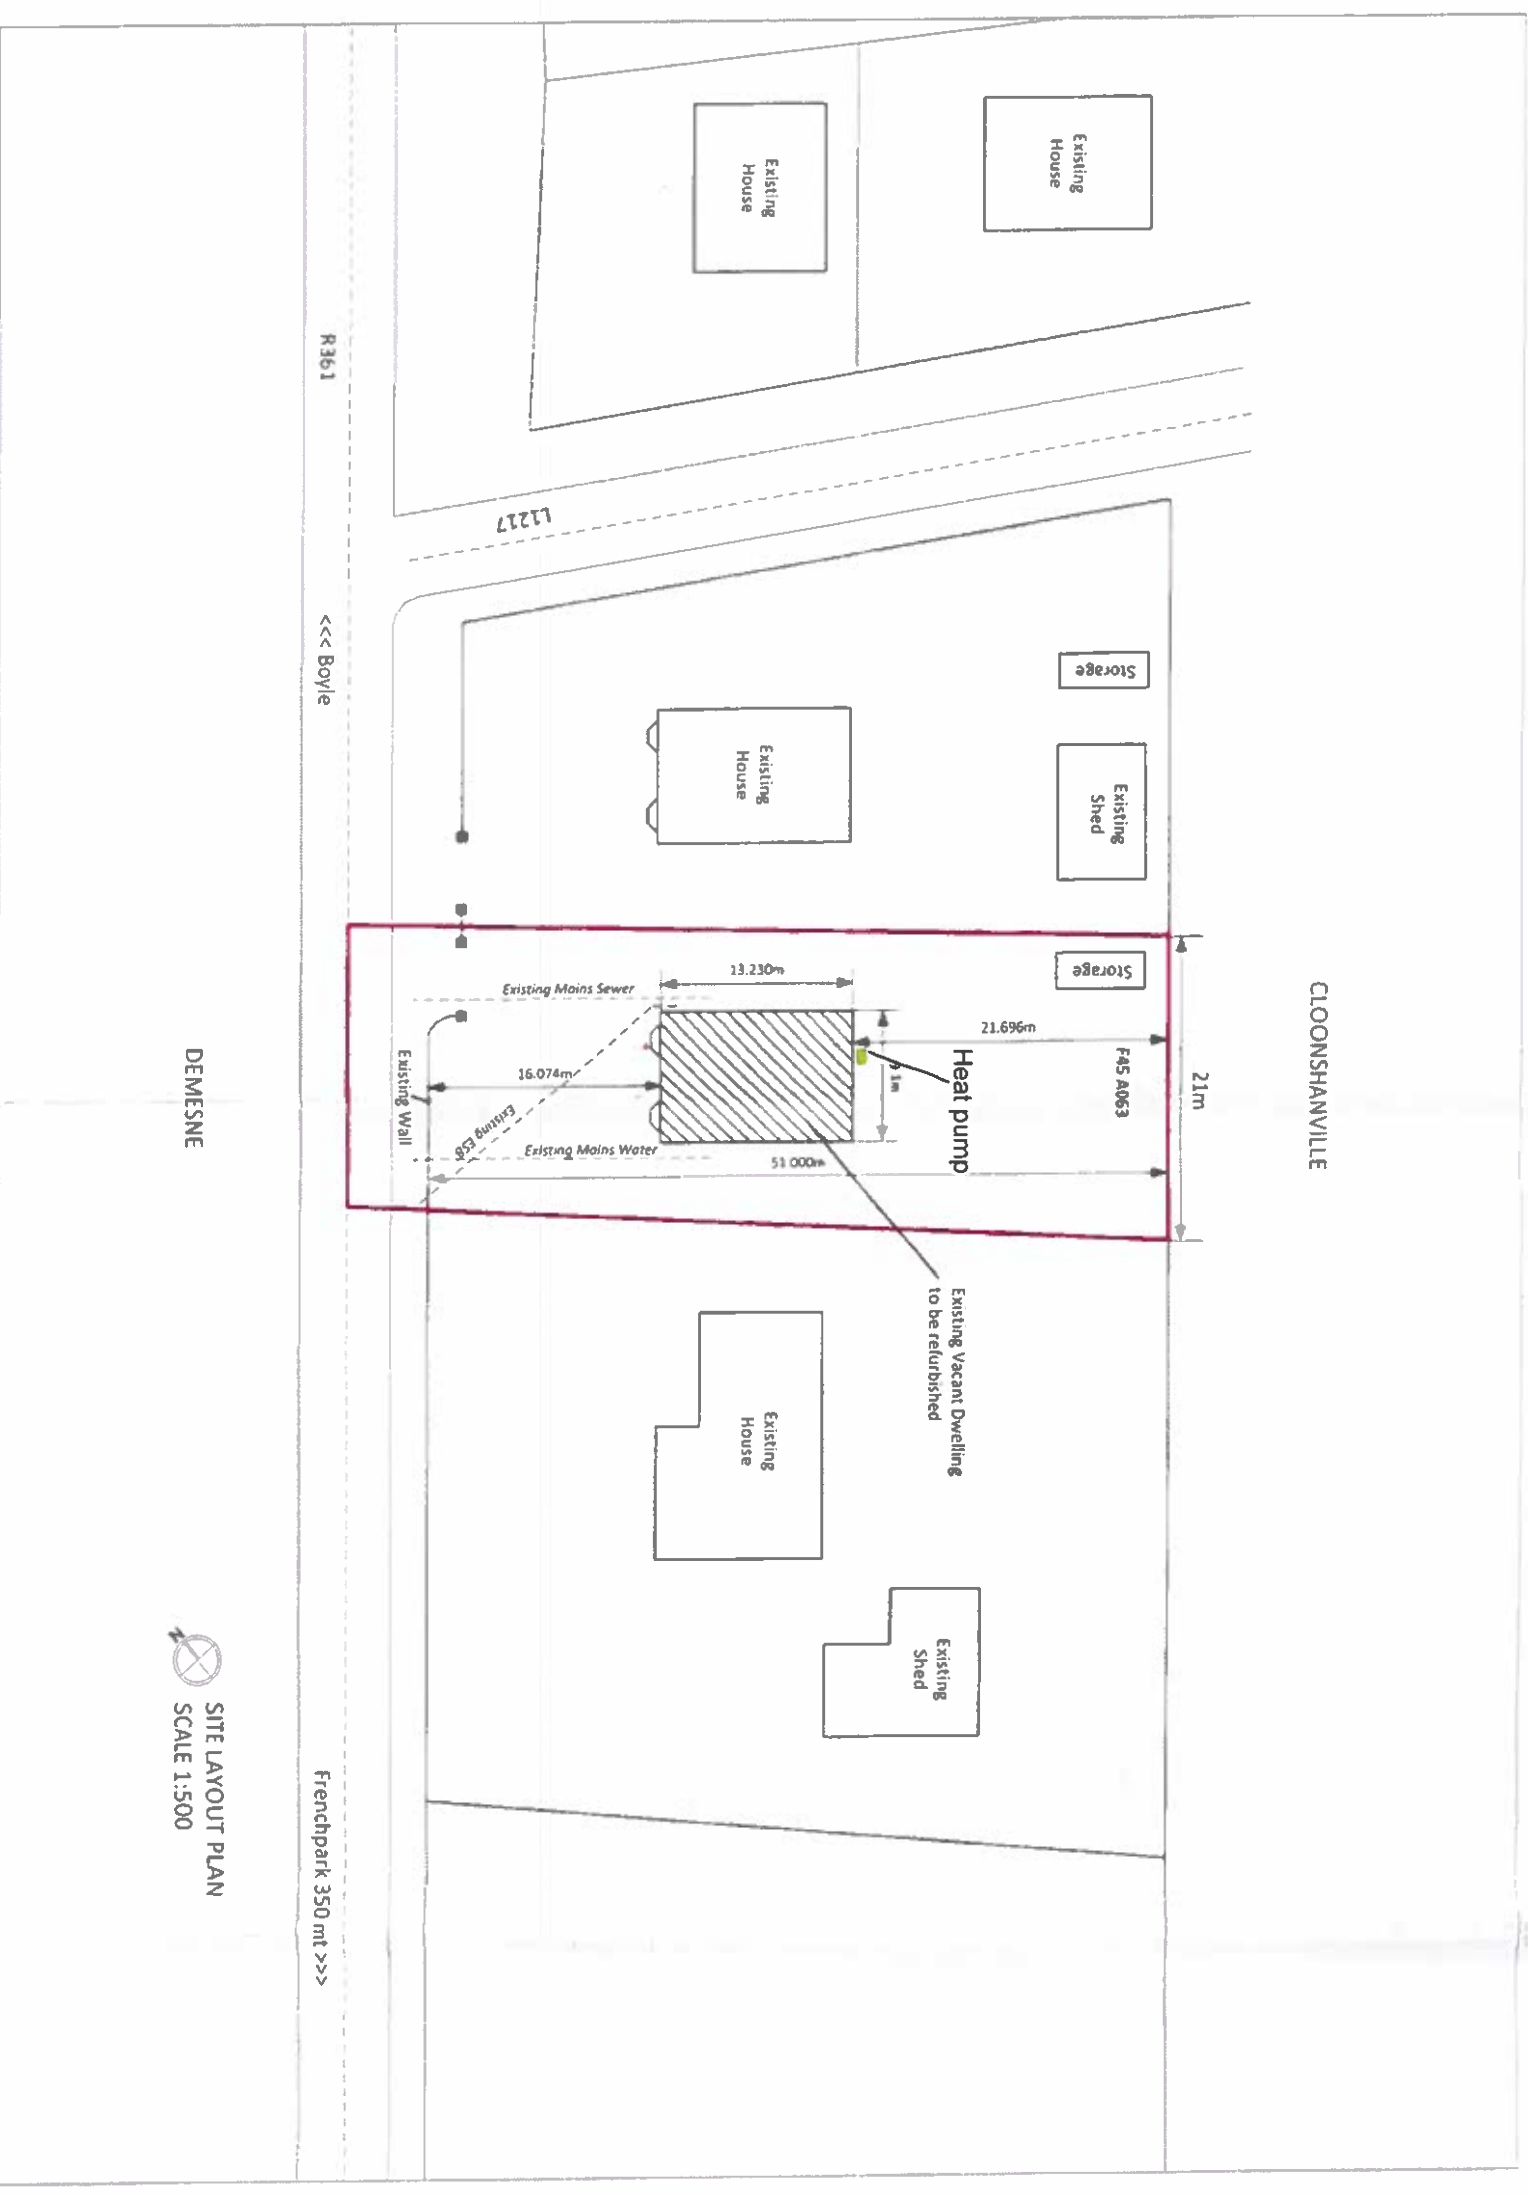 CLOONSHANVILLE
21m
F45 A063
Storage
Existing
Shed
Storage
Existing
House
Existing
House
Existing
House
21.696m
Heat pump
1m
13.230m
Existing Vacant Dwelling
to be refurbished
51.000m
Existing Mains Sewer
16.074m
Existing ESB
Existing Mains Water
Existing Wall
Existing
House
Existing
Shed
L1217
R361
<<< Boyle
Frenchpark 350 mt >>>
DEMESNE
N
SITE LAYOUT PLAN
SCALE 1:500